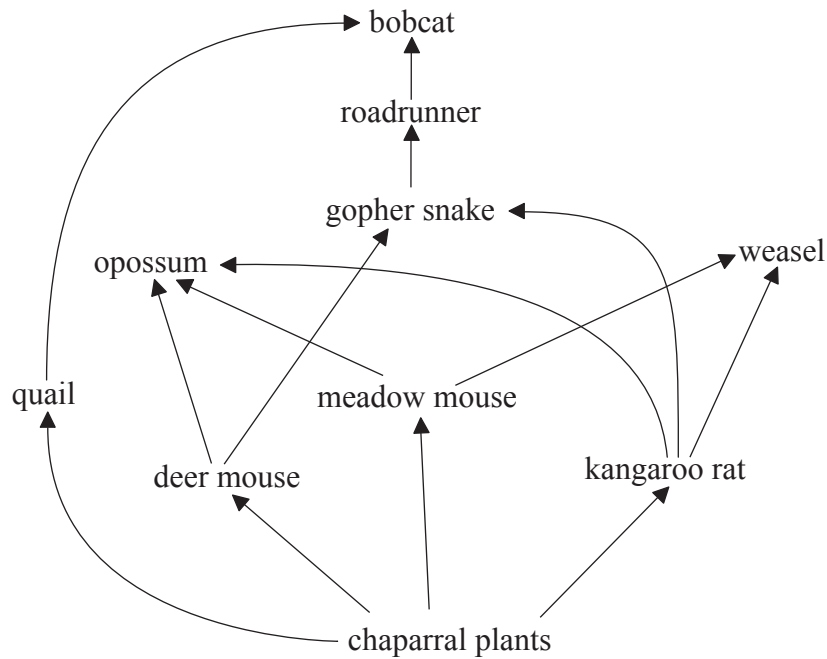 bobcat
roadrunner
gopher snake
opossum
weasel
quail
meadow mouse
deer mouse
kangaroo rat
chaparral plants